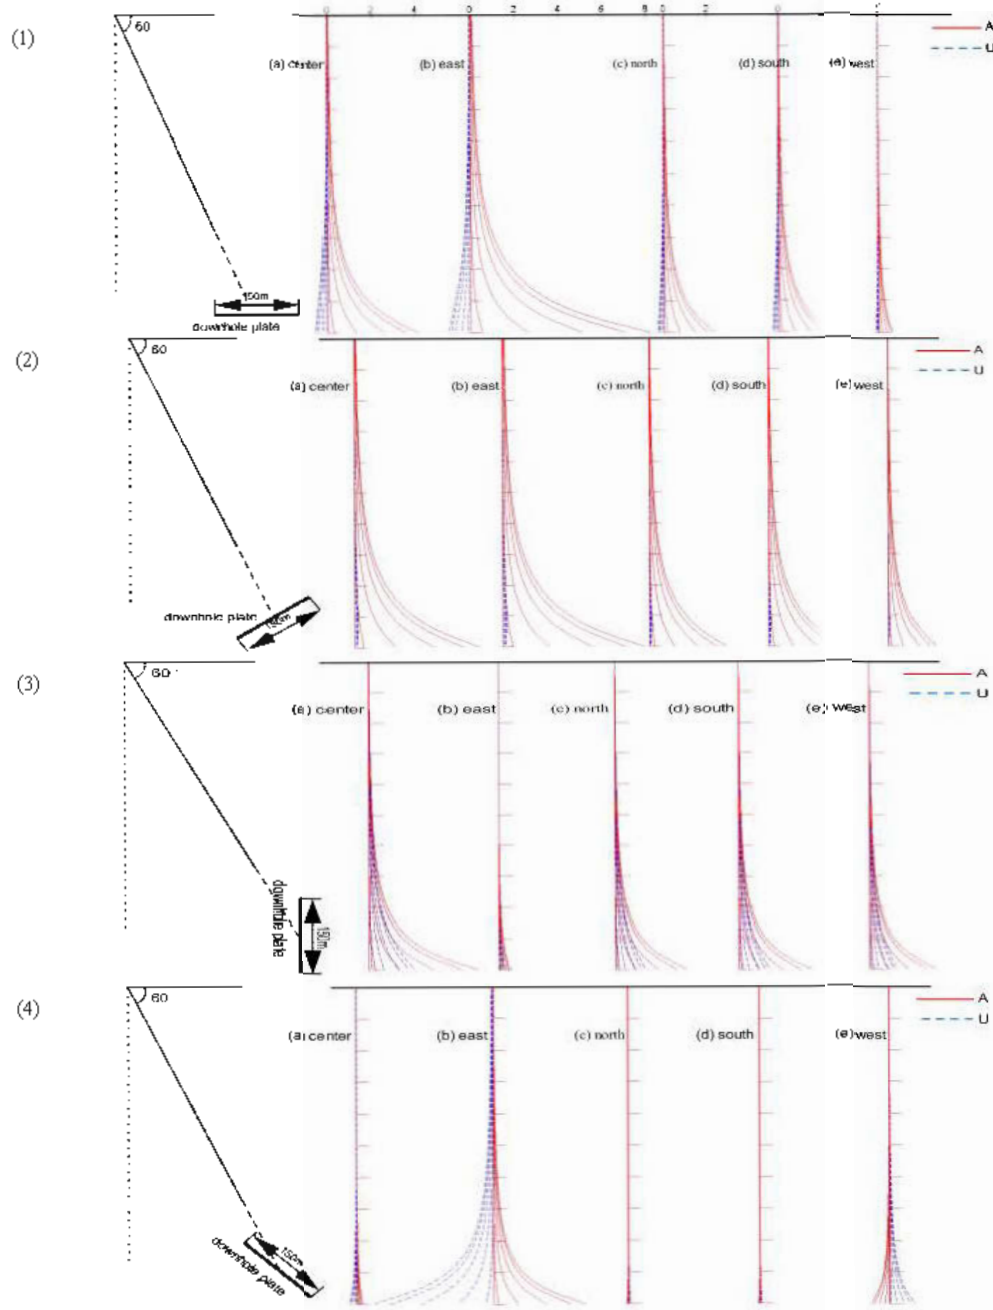 0 2 4 0 2 4 6 8 0 2 0
(1) 60 (a) center (b) east (c) north (d) south (e) west A
U
150m
downhole plate
(2) 60 (a) center (b) east (c) north (d) south (e) west A
U
downhole plate 150m
(3) 60 (a) center (b) east (c) north (d) south (e) west A
U
downhole plate 150m
(4) 60 (a) center (b) east (c) north (d) south (e) west A
U
downhole plate 150m